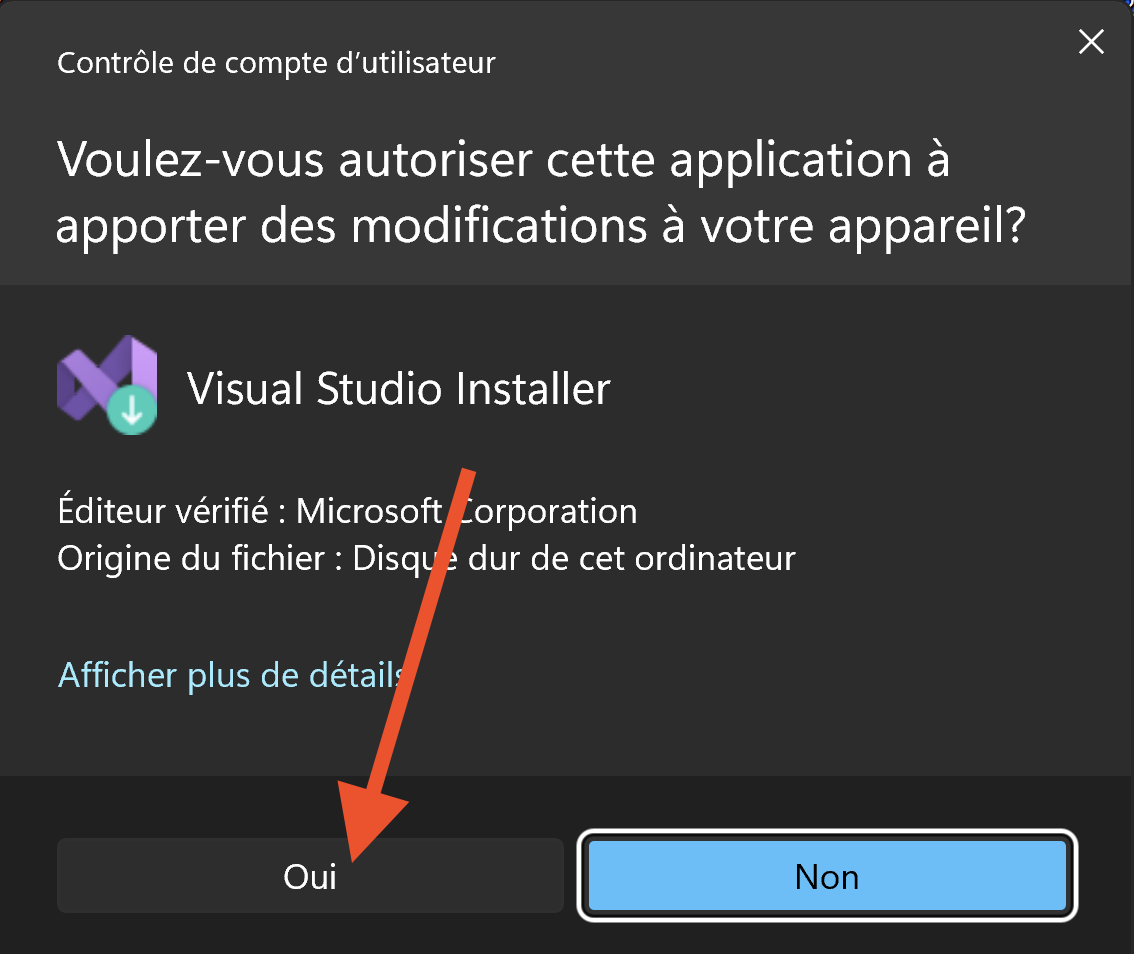 Contrôle de compte d’utilisateur
Voulez-vous autoriser cette application à
apporter des modifications à votre appareil?
Visual Studio Installer
Éditeur vérifié : Microsoft Corporation
Origine du fichier : Disque dur de cet ordinateur
Afficher plus de détails
Oui
Non